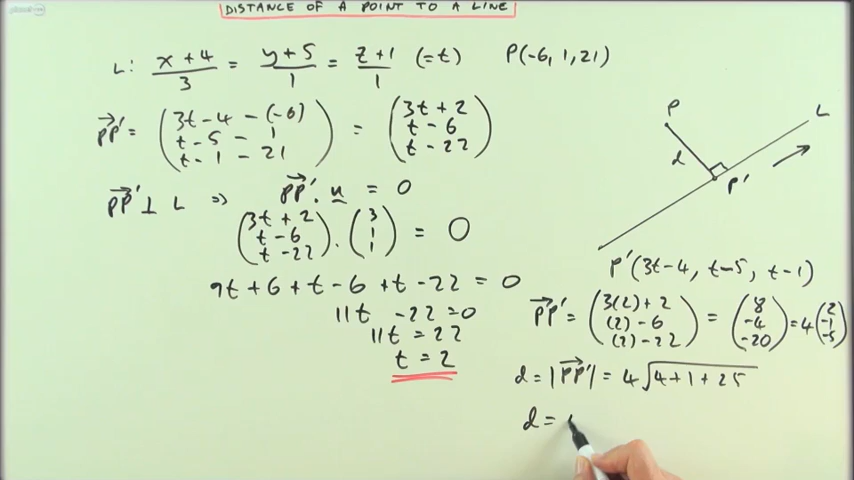 DISTANCE OF A POINT TO A LINE
L: x + 4 / 3 = y + 5 / 1 = z + 1 / 1 (= t) P(-6, 1, 21)
PP' = (3t - 4 - (-6), t - 5 - 1, t - 1 - 21) = (3t + 2, t - 6, t - 22)
PP' ⊥ L ⇒ PP' . u = 0
(3t + 2, t - 6, t - 22) . (3, 1, 1) = 0
9t + 6 + t - 6 + t - 22 = 0
11t - 22 = 0
11t = 22
t = 2
P
L
d
P'
P'(3t - 4, t - 5, t - 1)
PP' = (3(2) + 2, (2) - 6, (2) - 22) = (8, -4, -20) = 4(2, -1, -5)
d = |PP'| = 4√4 + 1 + 25
d =